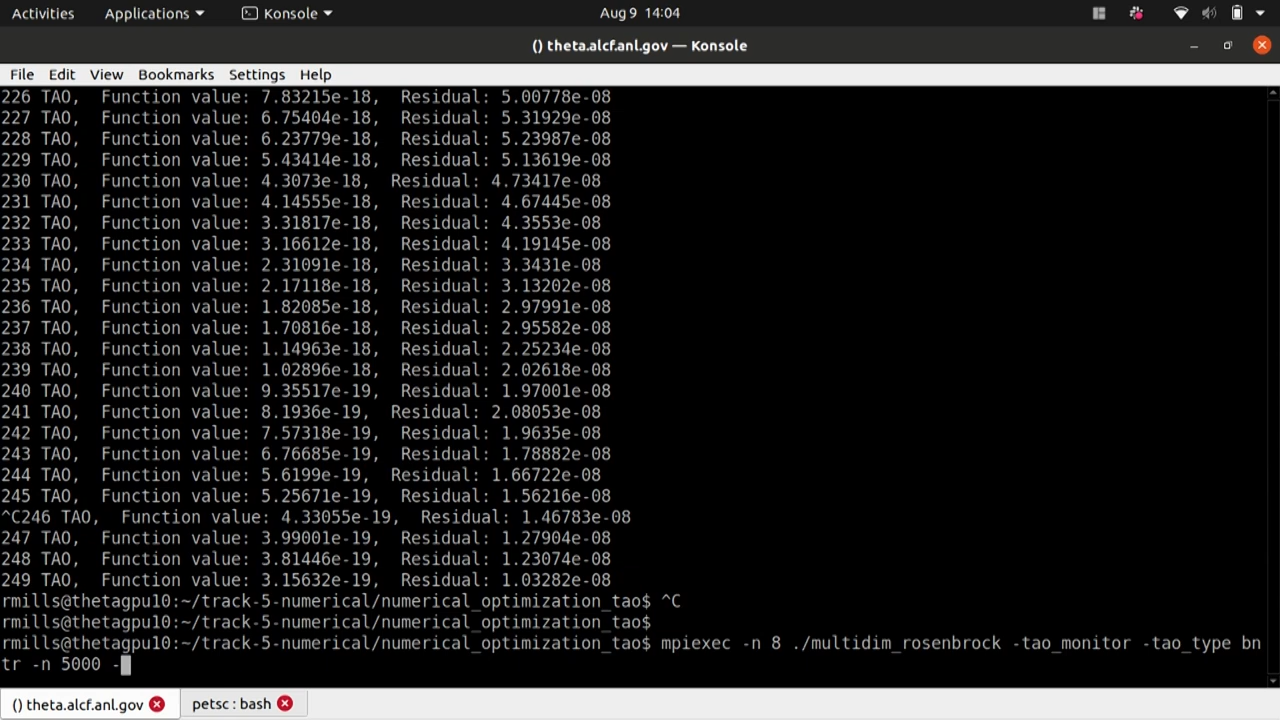 Activities Applications Konsole Aug 9 14:04
() theta.alcf.anl.gov — Konsole
File Edit View Bookmarks Settings Help
226 TAO,  Function value: 7.83215e-18,  Residual: 5.00778e-08
227 TAO,  Function value: 6.75404e-18,  Residual: 5.31929e-08
228 TAO,  Function value: 6.23779e-18,  Residual: 5.23987e-08
229 TAO,  Function value: 5.43414e-18,  Residual: 5.13619e-08
230 TAO,  Function value: 4.3073e-18,  Residual: 4.73417e-08
231 TAO,  Function value: 4.14555e-18,  Residual: 4.67445e-08
232 TAO,  Function value: 3.31817e-18,  Residual: 4.3553e-08
233 TAO,  Function value: 3.16612e-18,  Residual: 4.19145e-08
234 TAO,  Function value: 2.31091e-18,  Residual: 3.3431e-08
235 TAO,  Function value: 2.17118e-18,  Residual: 3.13202e-08
236 TAO,  Function value: 1.82085e-18,  Residual: 2.97991e-08
237 TAO,  Function value: 1.70816e-18,  Residual: 2.95582e-08
238 TAO,  Function value: 1.14963e-18,  Residual: 2.25234e-08
239 TAO,  Function value: 1.02896e-18,  Residual: 2.02618e-08
240 TAO,  Function value: 9.35517e-19,  Residual: 1.97001e-08
241 TAO,  Function value: 8.1936e-19,  Residual: 2.08053e-08
242 TAO,  Function value: 7.57318e-19,  Residual: 1.9635e-08
243 TAO,  Function value: 6.76685e-19,  Residual: 1.78882e-08
244 TAO,  Function value: 5.6199e-19,  Residual: 1.66722e-08
245 TAO,  Function value: 5.25671e-19,  Residual: 1.56216e-08
^C246 TAO,  Function value: 4.33055e-19,  Residual: 1.46783e-08
247 TAO,  Function value: 3.99001e-19,  Residual: 1.27904e-08
248 TAO,  Function value: 3.81446e-19,  Residual: 1.23074e-08
249 TAO,  Function value: 3.15632e-19,  Residual: 1.03282e-08
rmills@thetagpu10:~/track-5-numerical/numerical_optimization_tao$ ^C
rmills@thetagpu10:~/track-5-numerical/numerical_optimization_tao$
rmills@thetagpu10:~/track-5-numerical/numerical_optimization_tao$ mpiexec -n 8 ./multidim_rosenbrock -tao_monitor -tao_type bn
tr -n 5000 -
() theta.alcf.anl.gov petsc : bash